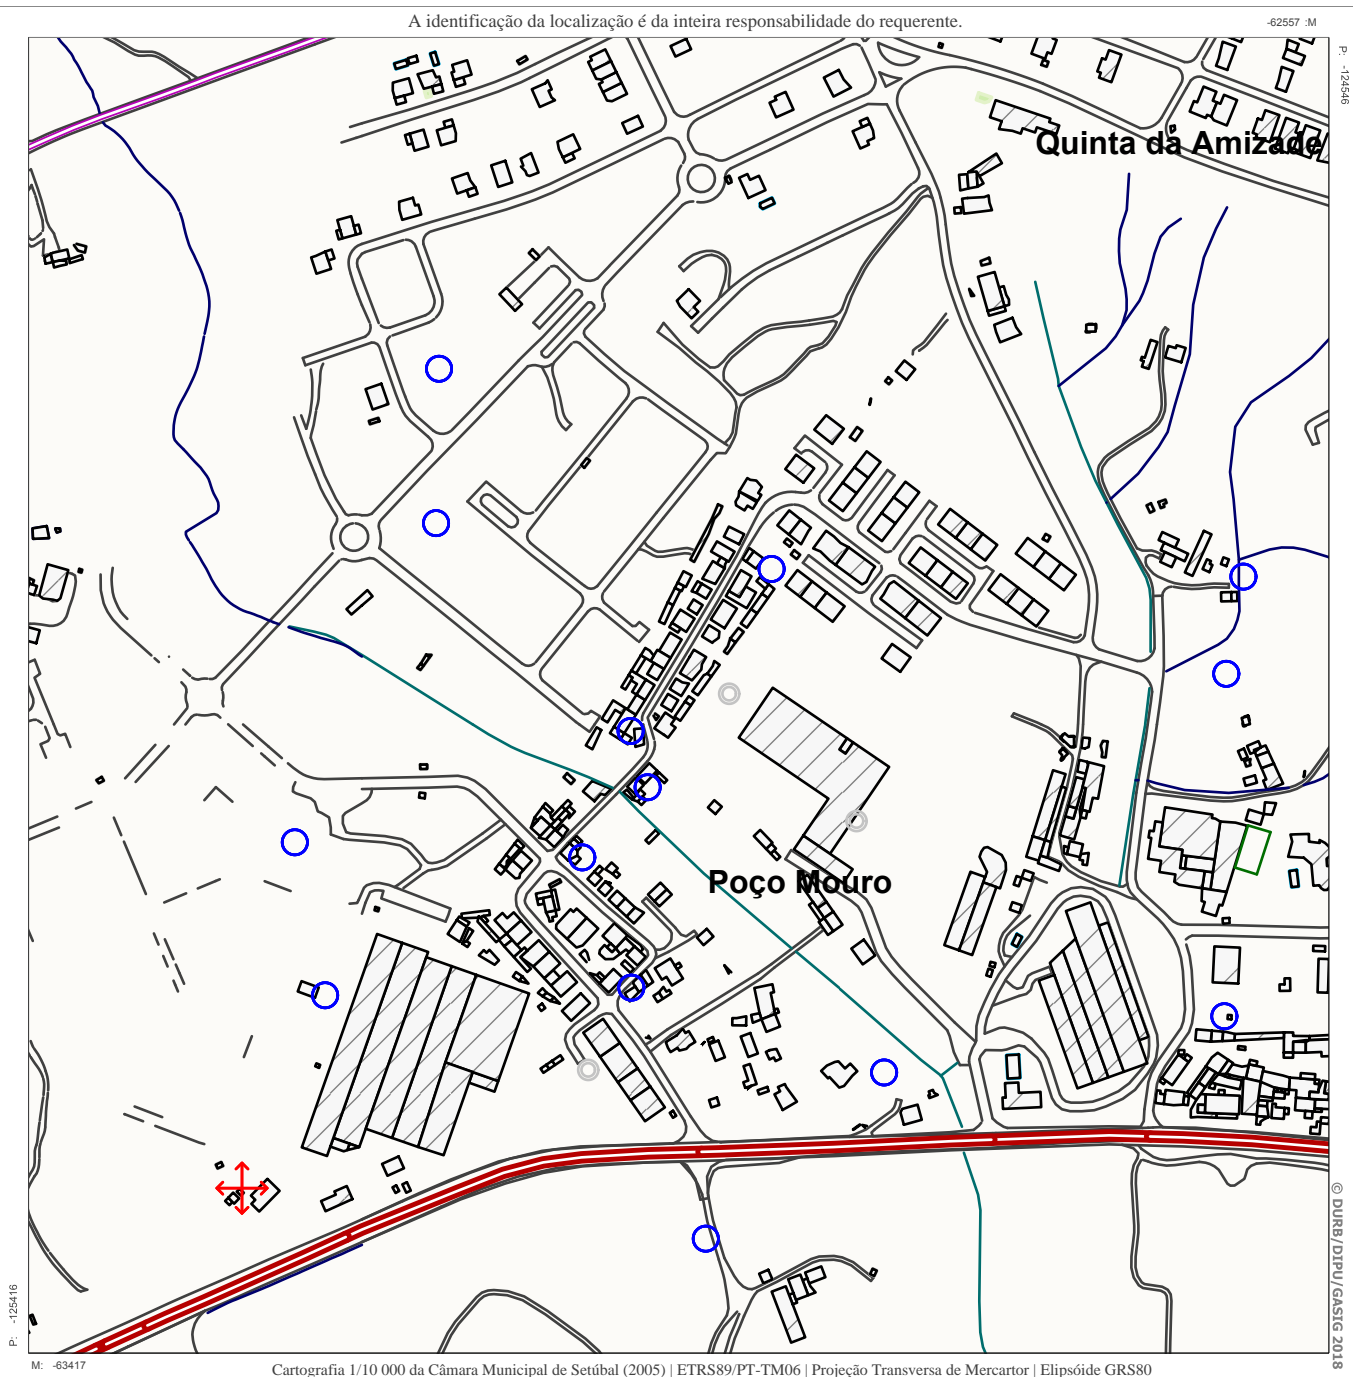 A identificação da localização é da inteira responsabilidade do requerente.
-62557 :M
P: -124546
Quinta da Amizade
Poço Mouro
P: -125416
M: -63417
© DURB/DIPU/GASIG 2018
Cartografia 1/10 000 da Câmara Municipal de Setúbal (2005) | ETRS89/PT-TM06 | Projeção Transversa de Mercartor | Elipsóide GRS80